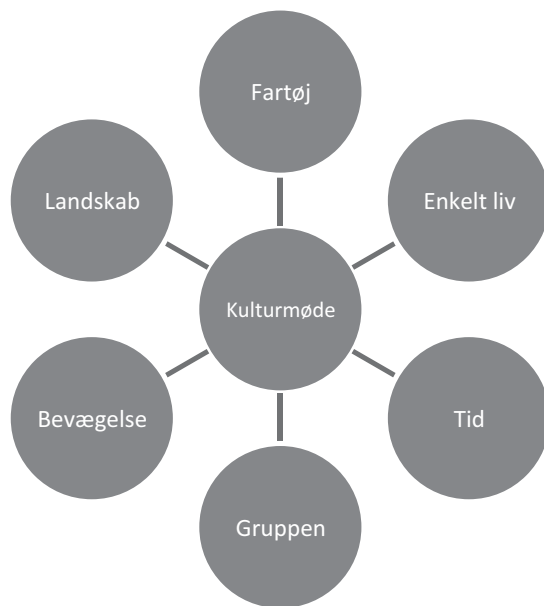 Fartøj
Landskab
Enkelt liv
Kulturmøde
Bevægelse
Tid
Gruppen